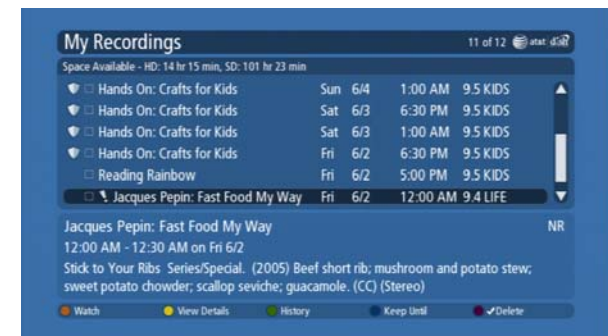 My Recordings 11 of 12 at&t dish
Space Available - HD: 14 hr 15 min, SD: 101 hr 23 min
Hands On: Crafts for Kids Sun 6/4 1:00 AM 9.5 KIDS
Hands On: Crafts for Kids Sat 6/3 6:30 PM 9.5 KIDS
Hands On: Crafts for Kids Sat 6/3 1:00 AM 9.5 KIDS
Hands On: Crafts for Kids Fri 6/2 6:30 PM 9.5 KIDS
Reading Rainbow Fri 6/2 5:00 PM 9.5 KIDS
Jacques Pepin: Fast Food My Way Fri 6/2 12:00 AM 9.4 LIFE
Jacques Pepin: Fast Food My Way NR
12:00 AM - 12:30 AM on Fri 6/2
Stick to Your Ribs Series/Special. (2005) Beef short rib; mushroom and potato stew;
sweet potato chowder; scallop seviche; guacamole. (CC) (Stereo)
Watch View Details History Keep Until ✓Delete